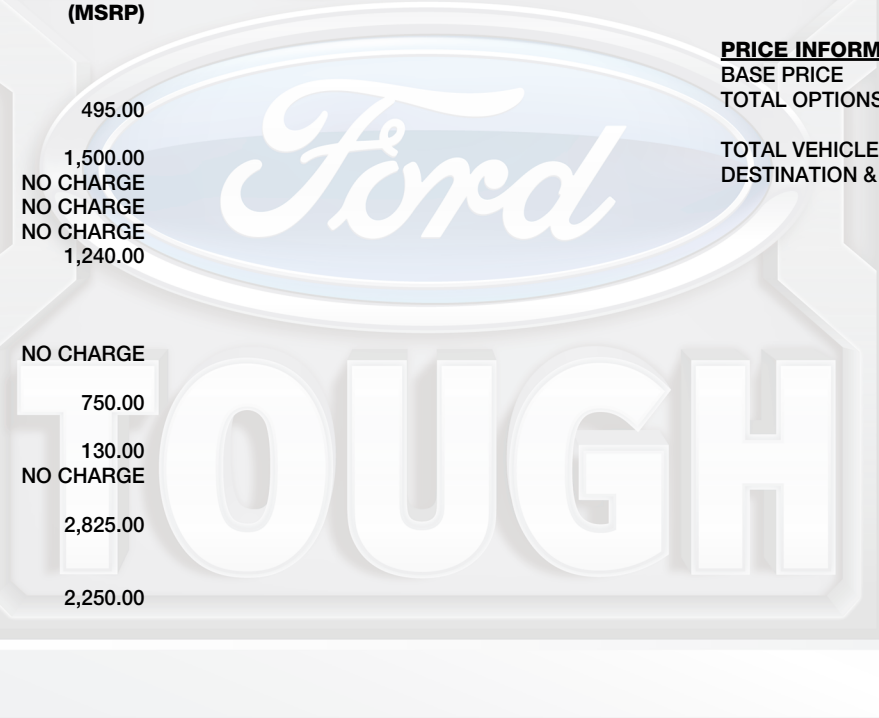 (MSRP)
495.00
1,500.00
NO CHARGE
NO CHARGE
NO CHARGE
1,240.00
NO CHARGE
750.00
130.00
NO CHARGE
2,825.00
2,250.00
PRICE INFORM
BASE PRICE
TOTAL OPTIONS
TOTAL VEHICLE
DESTINATION &
Ford
TOUGH